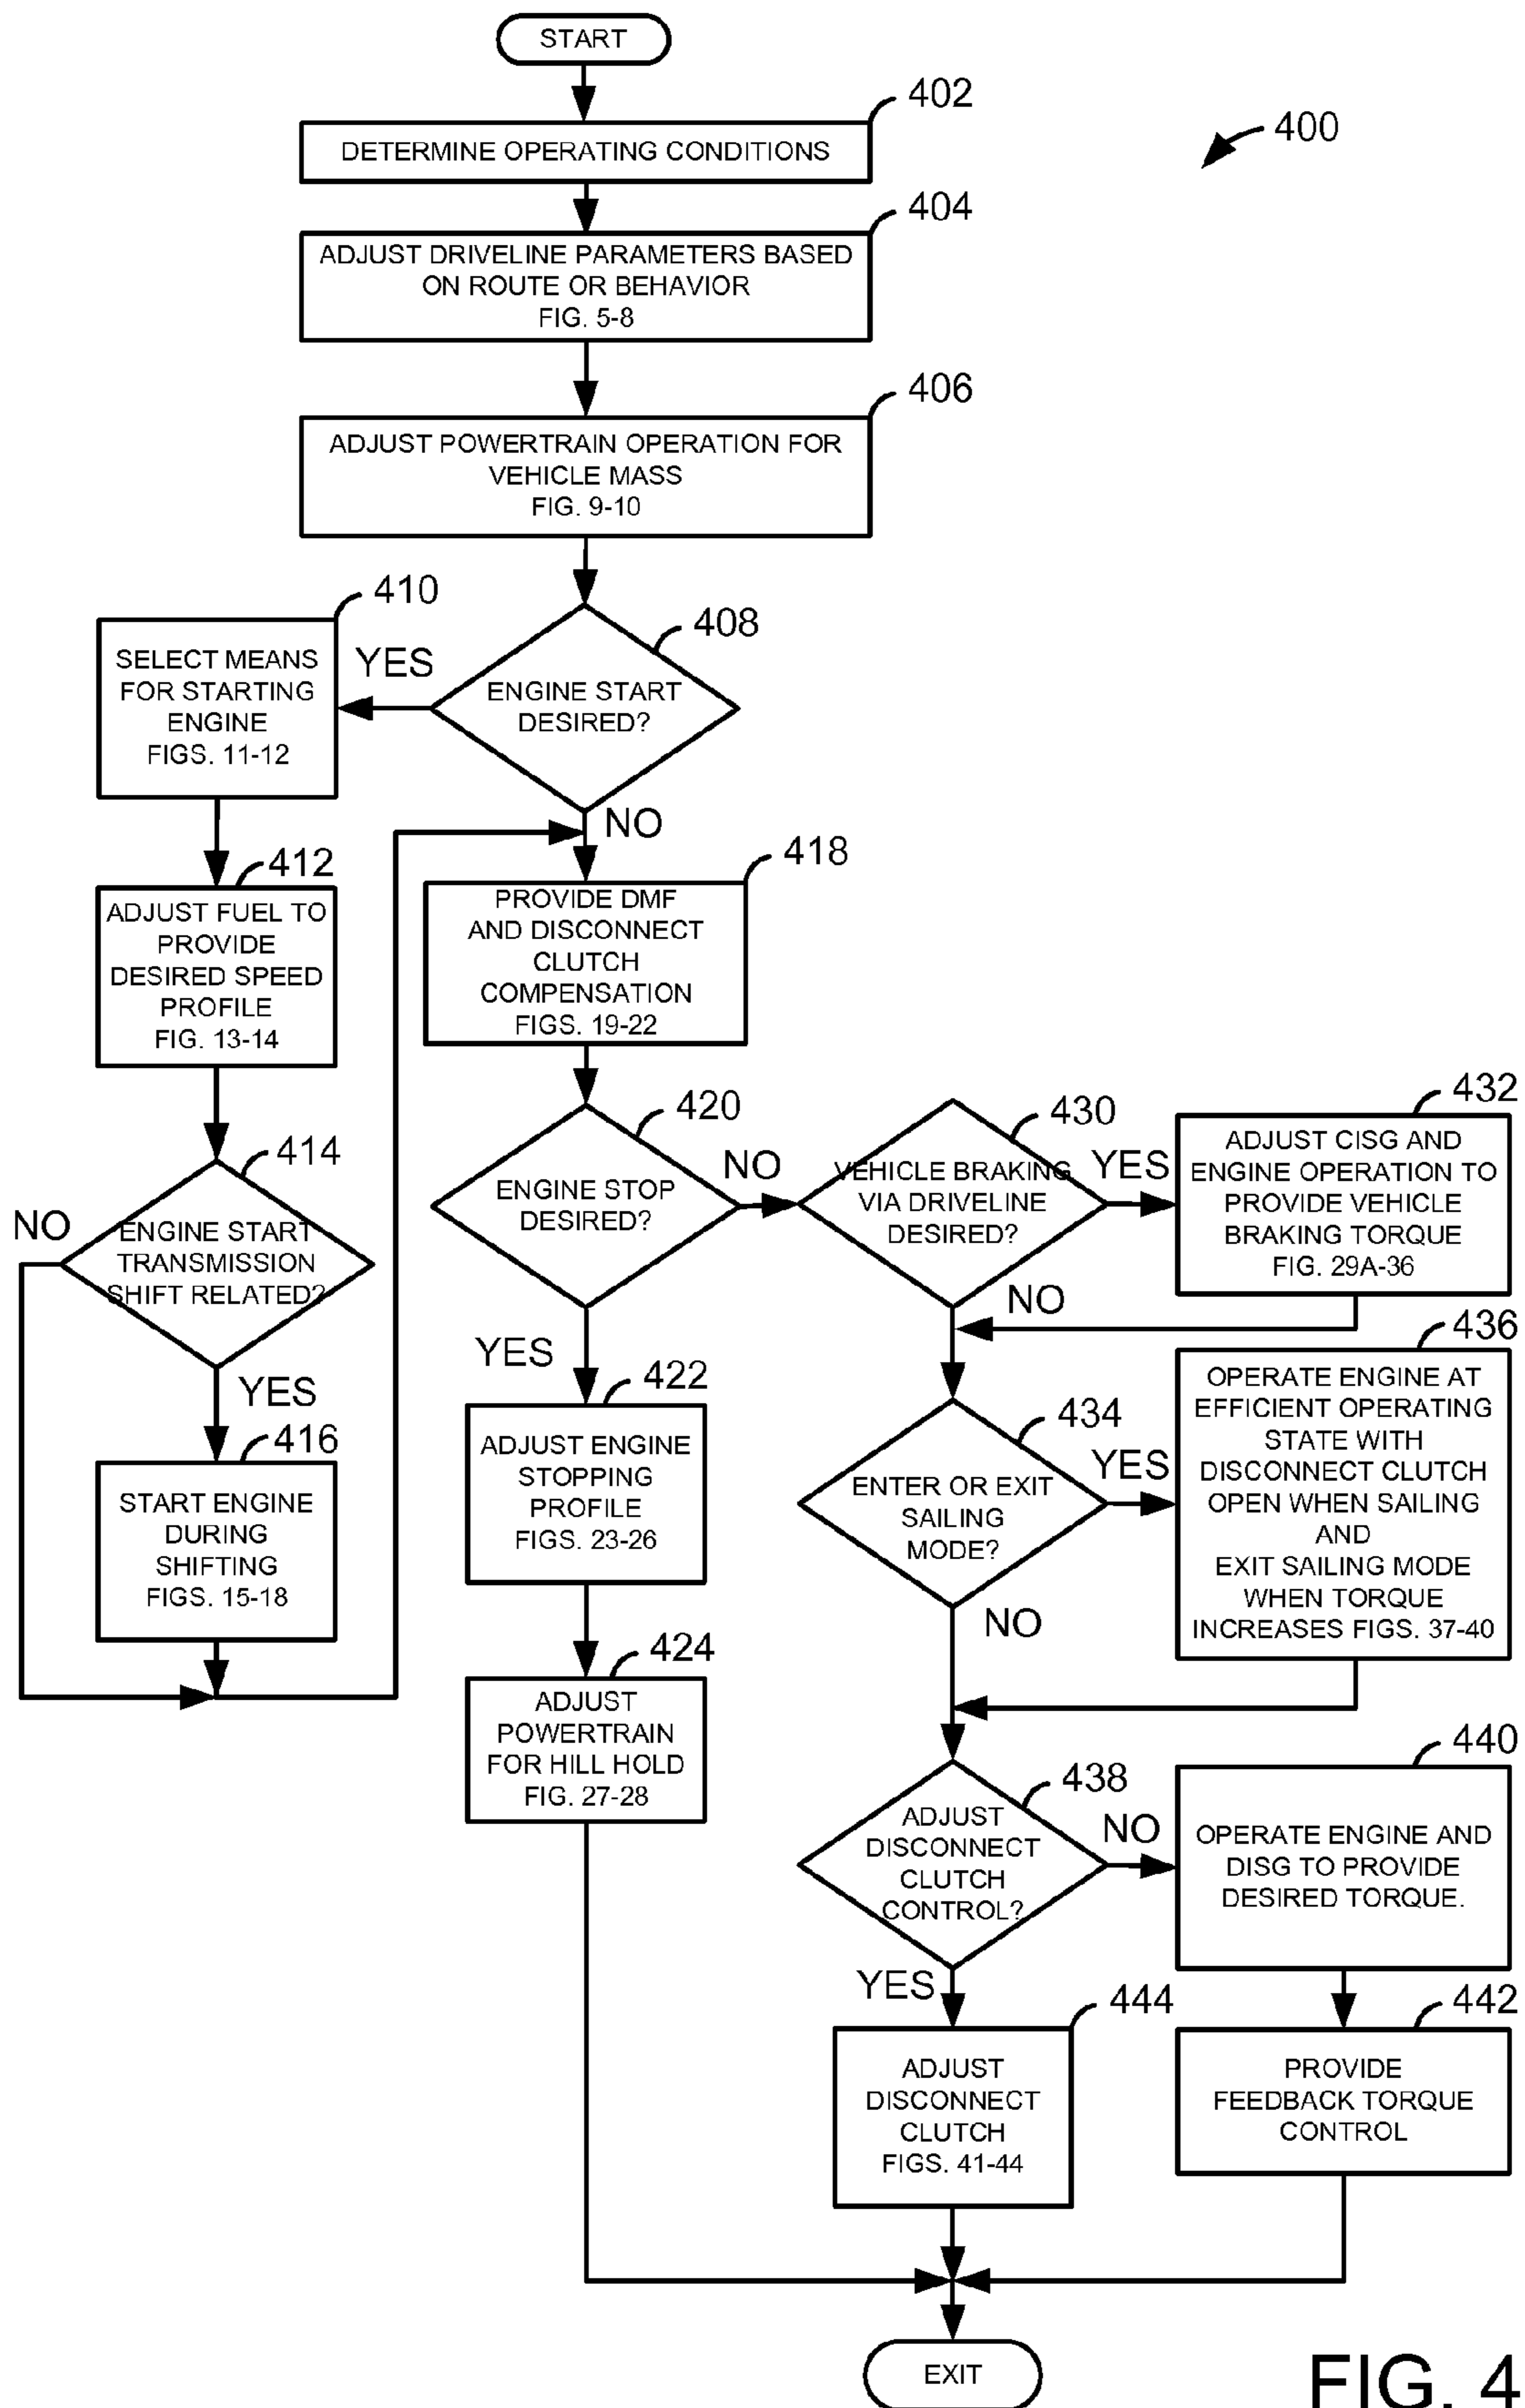 START
402
DETERMINE OPERATING CONDITIONS
400
404
ADJUST DRIVELINE PARAMETERS BASED
ON ROUTE OR BEHAVIOR
FIG. 5-8
406
ADJUST POWERTRAIN OPERATION FOR
VEHICLE MASS
FIG. 9-10
408
ENGINE START
DESIRED?
YES
NO
410
SELECT MEANS
FOR STARTING
ENGINE
FIGS. 11-12
412
ADJUST FUEL TO
PROVIDE
DESIRED SPEED
PROFILE
FIG. 13-14
414
ENGINE START
TRANSMISSION
SHIFT RELATED?
NO
YES
416
START ENGINE
DURING
SHIFTING
FIGS. 15-18
418
PROVIDE DMF
AND DISCONNECT
CLUTCH
COMPENSATION
FIGS. 19-22
420
ENGINE STOP
DESIRED?
NO
YES
422
ADJUST ENGINE
STOPPING
PROFILE
FIGS. 23-26
424
ADJUST
POWERTRAIN
FOR HILL HOLD
FIG. 27-28
430
VEHICLE BRAKING
VIA DRIVELINE
DESIRED?
YES
NO
432
ADJUST CISG AND
ENGINE OPERATION TO
PROVIDE VEHICLE
BRAKING TORQUE
FIG. 29A-36
434
ENTER OR EXIT
SAILING
MODE?
YES
NO
436
OPERATE ENGINE AT
EFFICIENT OPERATING
STATE WITH
DISCONNECT CLUTCH
OPEN WHEN SAILING
AND
EXIT SAILING MODE
WHEN TORQUE
INCREASES FIGS. 37-40
438
ADJUST
DISCONNECT
CLUTCH
CONTROL?
NO
YES
440
OPERATE ENGINE AND
DISG TO PROVIDE
DESIRED TORQUE.
442
PROVIDE
FEEDBACK TORQUE
CONTROL
444
ADJUST
DISCONNECT
CLUTCH
FIGS. 41-44
EXIT
FIG. 4